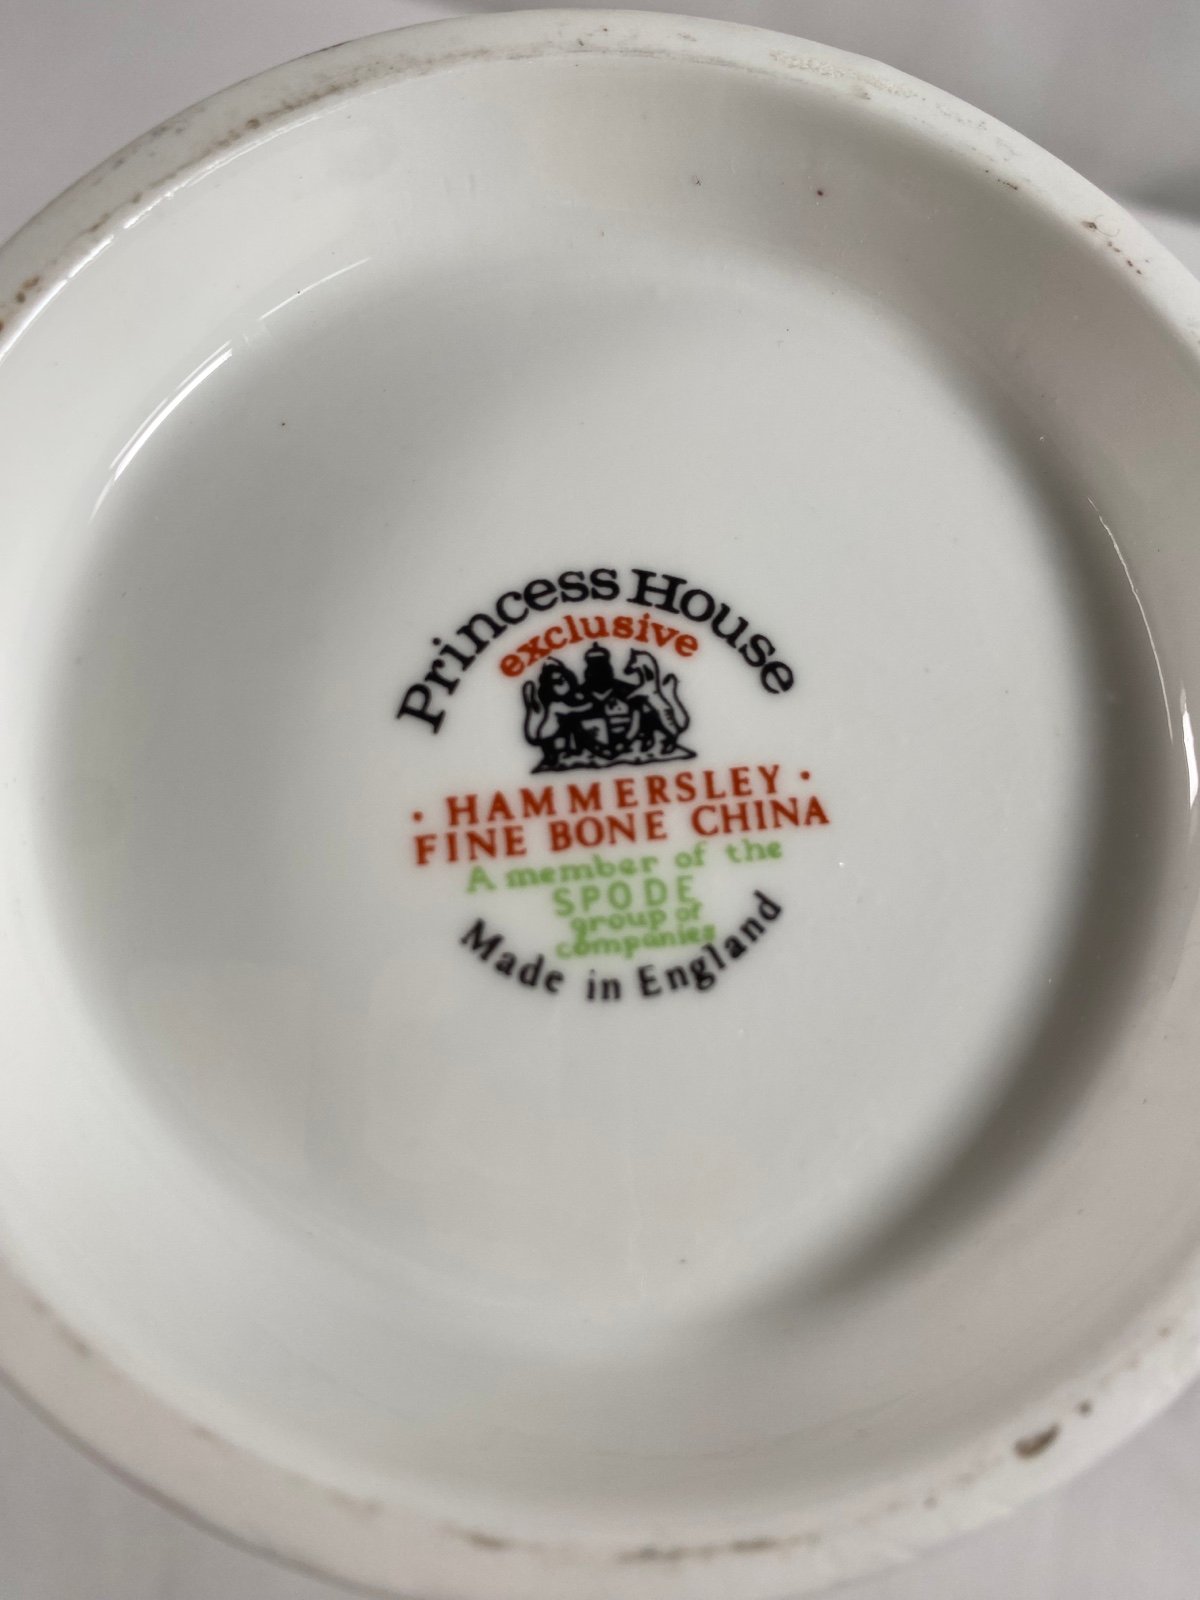 Princess House
exclusive
· HAMMERSLEY ·
FINE BONE CHINA
A member of the
SPODE
group of
companies
Made in England